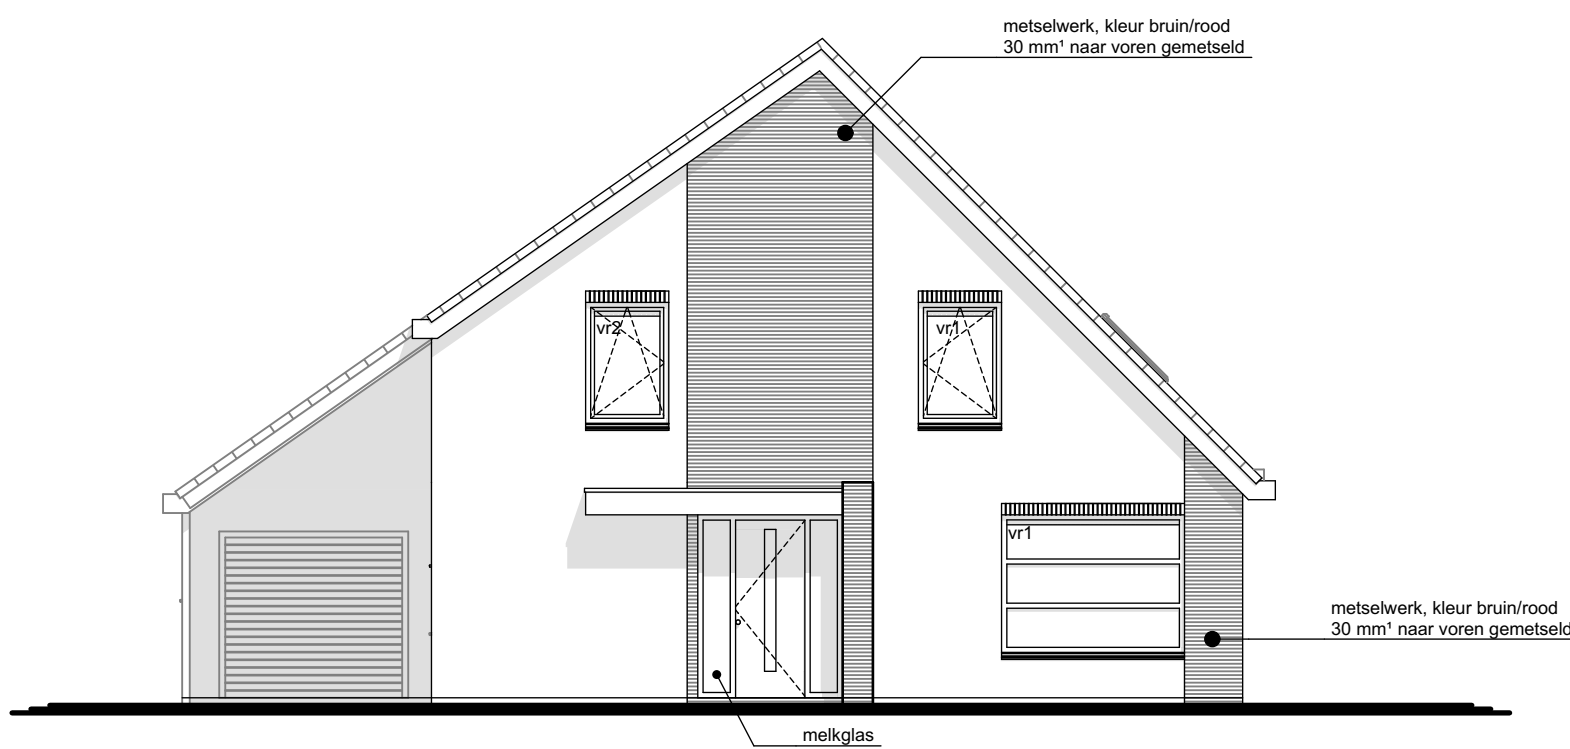 metselwerk, kleur bruin/rood
30 mm¹ naar voren gemetseld
vr2
vr1
vr1
metselwerk, kleur bruin/rood
30 mm¹ naar voren gemetseld
melkglas